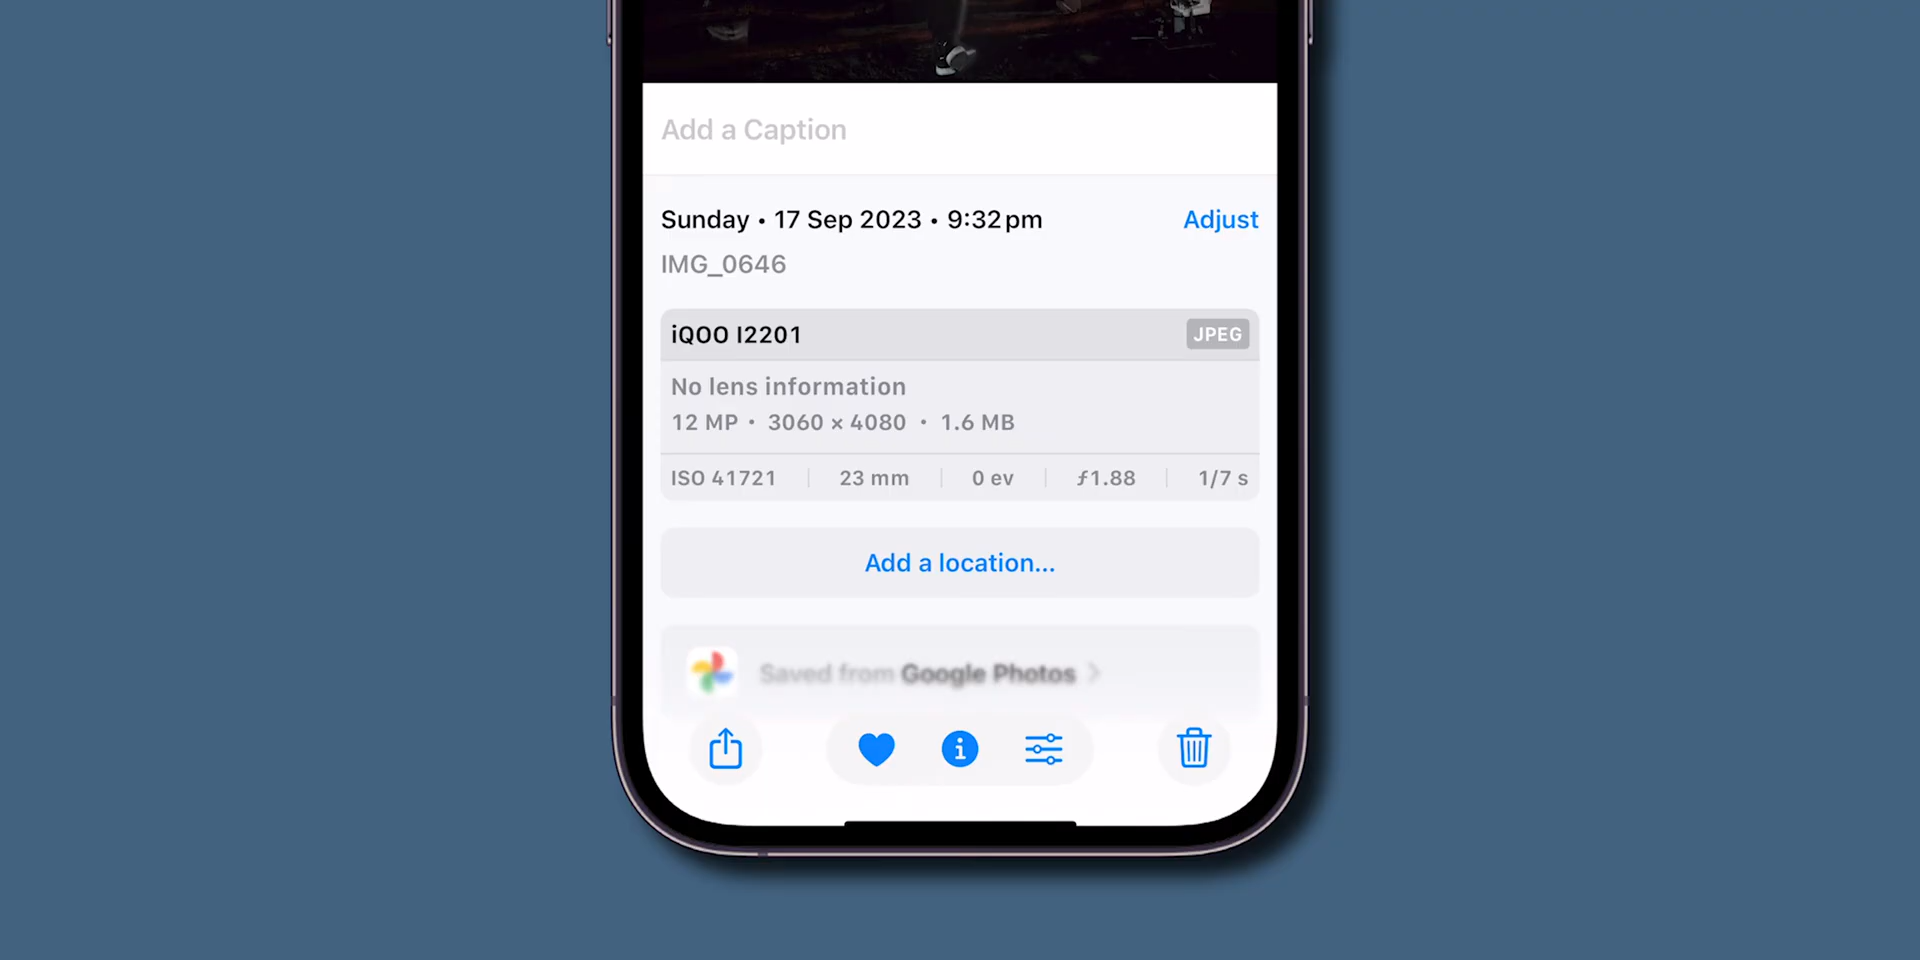 Add a Caption
Sunday • 17 Sep 2023 • 9:32 pm
Adjust
IMG_0646
iQOO I2201
JPEG
No lens information
12 MP • 3060 × 4080 • 1.6 MB
ISO 41721 | 23 mm | 0 ev | ƒ1.88 | 1/7 s
Add a location...
Saved from Google Photos >